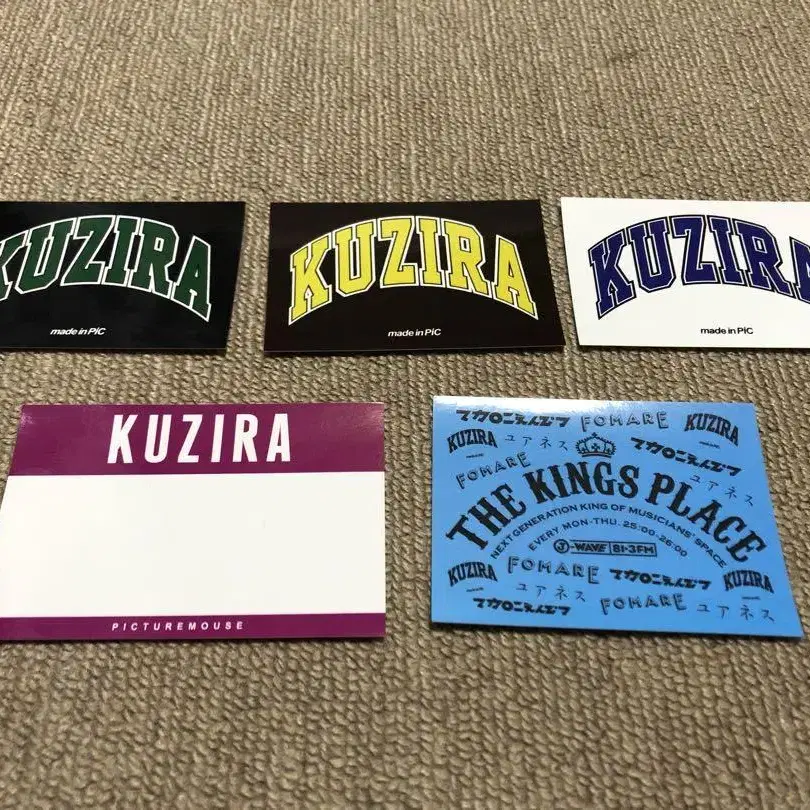 KUZIRA
made in PIC
KUZIRA
made in PIC
KUZIRA
made in PIC
KUZIRA
PICTUREMOUSE
マカロニえんぴつ FOMARE KUZIRA
KUZIRA ユアネス マカロニえんぴつ
FOMARE ユアネス
THE KINGS PLACE
NEXT GENERATION KING OF MUSICIANS' SPACE
EVERY MON-THU. 25:00-26:00
J-WAVE 81.3FM
KUZIRA FOMARE マカロニえんぴつ KUZIRA
ユアネス
マカロニえんぴつ FOMARE ユアネス